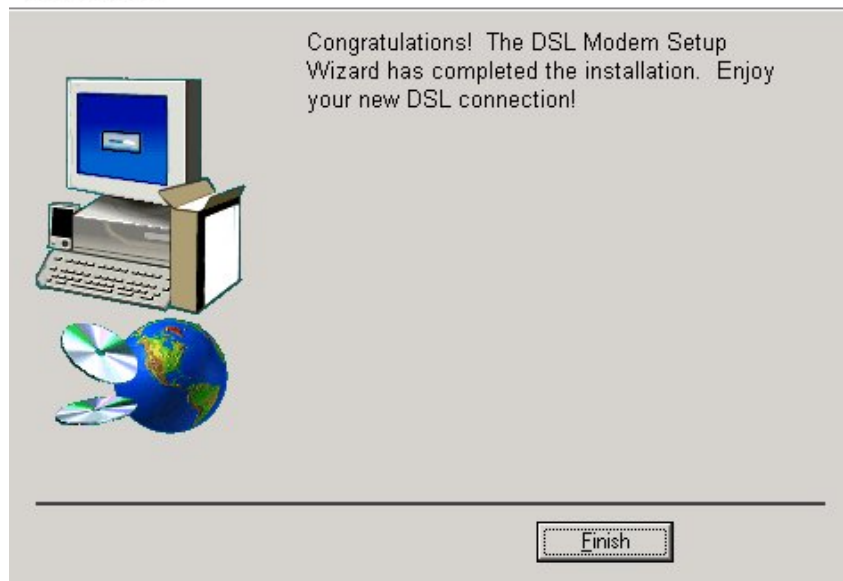 Congratulations! The DSL Modem Setup
Wizard has completed the installation. Enjoy
your new DSL connection!
Finish